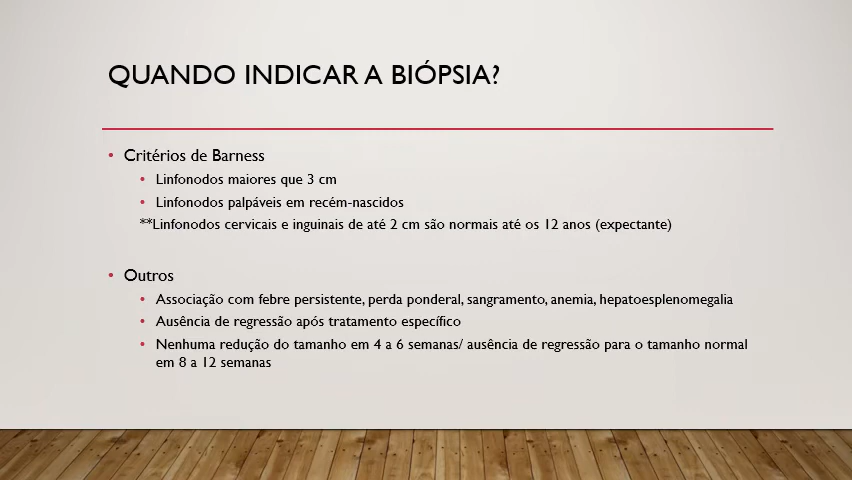 QUANDO INDICAR A BIÓPSIA?
• Critérios de Barness
• Linfonodos maiores que 3 cm
• Linfonodos palpáveis em recém-nascidos
**Linfonodos cervicais e inguinais de até 2 cm são normais até os 12 anos (expectante)
• Outros
• Associação com febre persistente, perda ponderal, sangramento, anemia, hepatoesplenomegalia
• Ausência de regressão após tratamento específico
• Nenhuma redução do tamanho em 4 a 6 semanas/ ausência de regressão para o tamanho normal
em 8 a 12 semanas